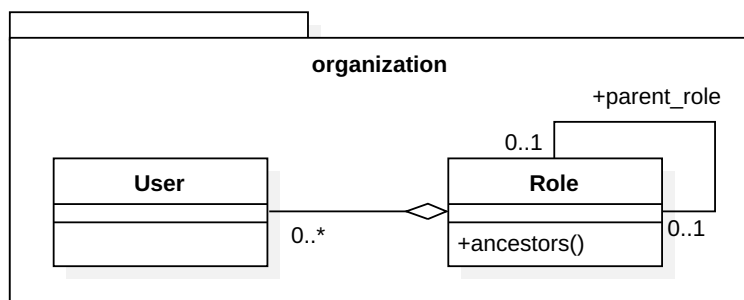 organization
+parent_role
0..1
User
Role
0..*
0..1
+ancestors()